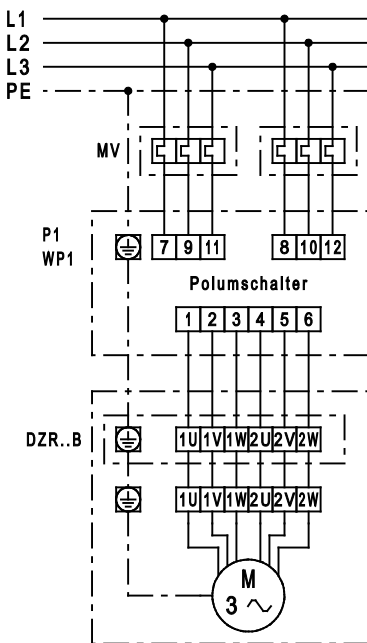 L1
L2
L3
PE
MV
P1
WP1
7 9 11 8 10 12
Polumschalter
1 2 3 4 5 6
DZR..B
1U 1V 1W 2U 2V 2W
1U 1V 1W 2U 2V 2W
M
3